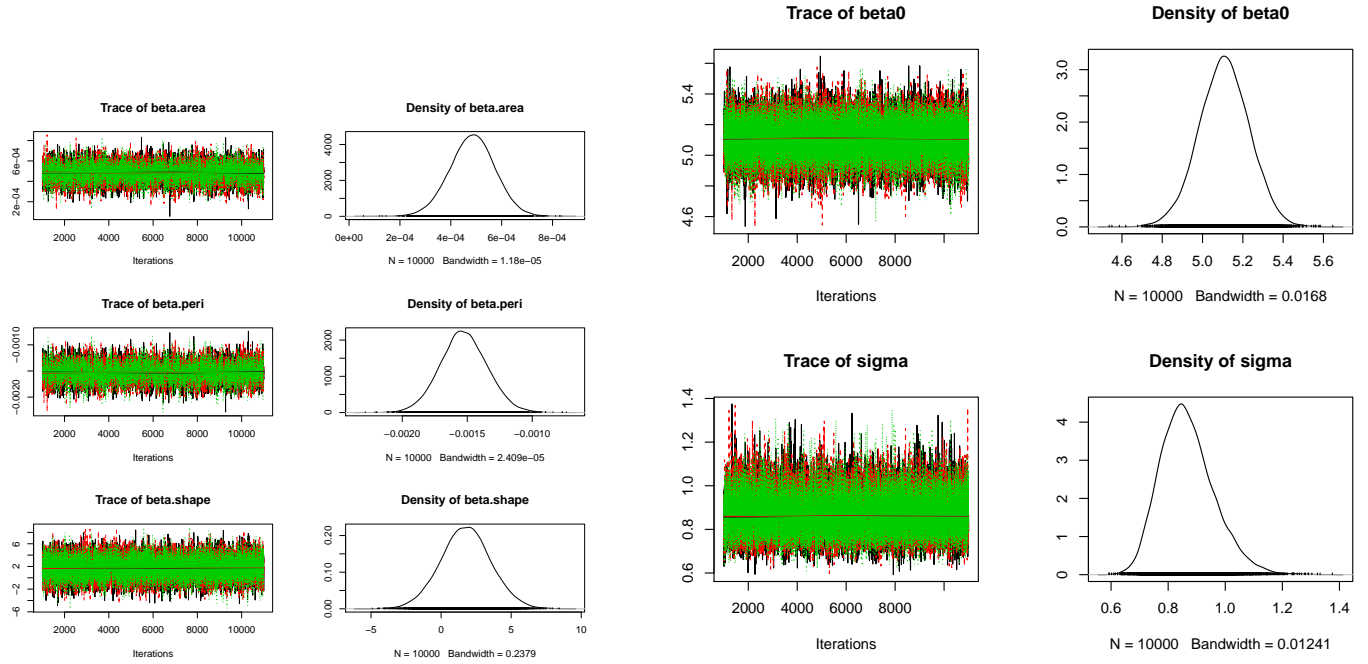 Trace of beta.area
6e−04
2e−04
2000 4000 6000 8000 10000
Iterations
Density of beta.area
4000
2000
0
0e+00 2e−04 4e−04 6e−04 8e−04
N = 10000 Bandwidth = 1.18e−05
Trace of beta.peri
−0.0010
−0.0020
2000 4000 6000 8000 10000
Iterations
Density of beta.peri
2000
1000
0
−0.0020 −0.0015 −0.0010
N = 10000 Bandwidth = 2.409e−05
Trace of beta.shape
6
2
−2
−6
2000 4000 6000 8000 10000
Iterations
Density of beta.shape
0.20
0.10
0.00
−5 0 5 10
N = 10000 Bandwidth = 0.2379
Trace of beta0
5.4
5.0
4.6
2000 4000 6000 8000
Iterations
Density of beta0
3.0
2.0
1.0
0.0
4.6 4.8 5.0 5.2 5.4 5.6
N = 10000 Bandwidth = 0.0168
Trace of sigma
1.4
1.2
1.0
0.8
0.6
2000 4000 6000 8000
Iterations
Density of sigma
4
3
2
1
0
0.6 0.8 1.0 1.2 1.4
N = 10000 Bandwidth = 0.01241